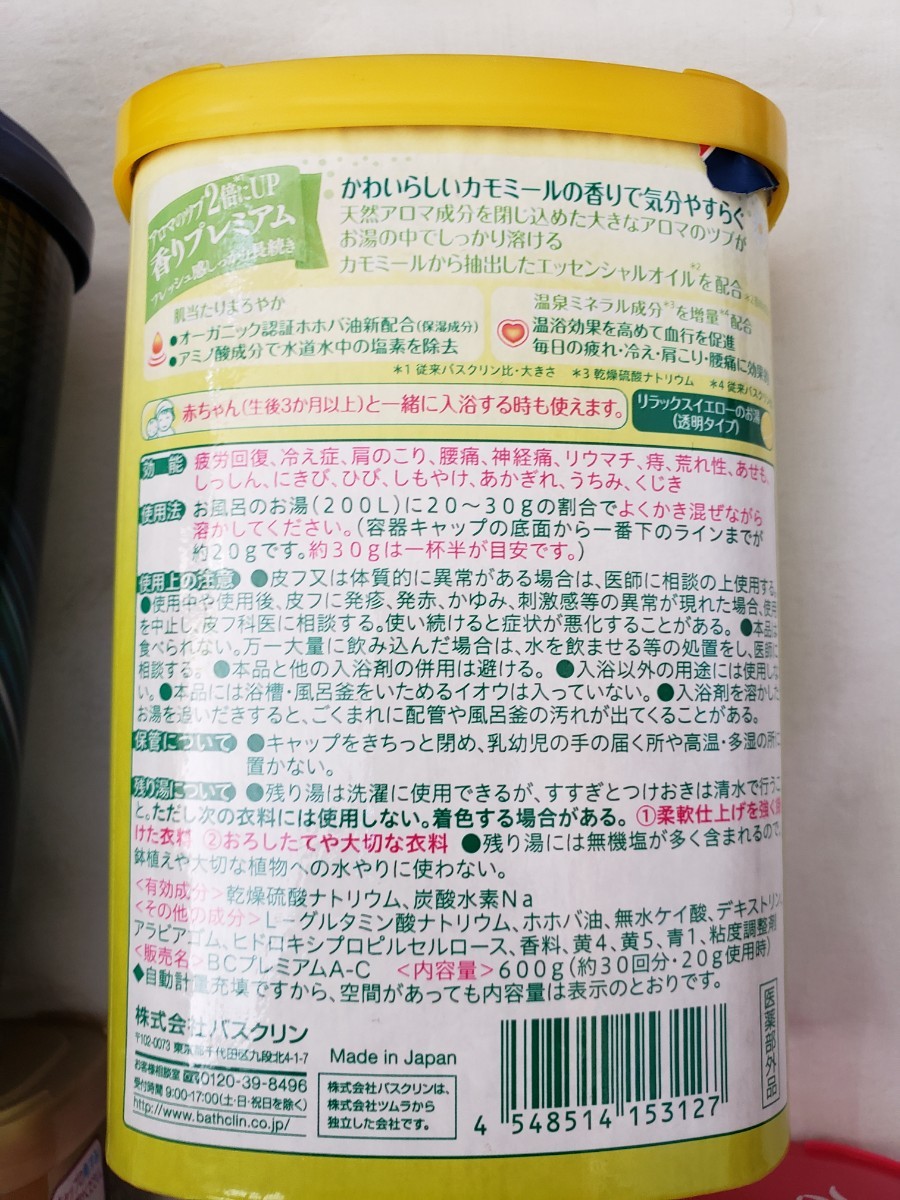 アロマのツブ2倍*¹にUP
香りプレミアム
フレッシュ感しっかり長続き
かわいらしいカモミールの香りで気分やすらぐ
天然アロマ成分を閉じ込めた大きなアロマのツブが
お湯の中でしっかり溶ける
カモミールから抽出したエッセンシャルオイル*²を配合
肌当たりまろやか
●オーガニック認証ホホバ油新配合(保湿成分)
●アミノ酸成分で水道水中の塩素を除去
温泉ミネラル成分*³を増量*⁴配合
温浴効果を高めて血行を促進
毎日の疲れ・冷え・肩こり・腰痛に効果
*1 従来バスクリン比・大きさ *3 乾燥硫酸ナトリウム *4 従来バスクリン
赤ちゃん(生後3か月以上)と一緒に入浴する時も使えます。
リラックスイエローのお湯
(透明タイプ)
効能 疲労回復、冷え症、肩のこり、腰痛、神経痛、リウマチ、痔、荒れ性、あせも、
しっしん、にきび、ひび、しもやけ、あかぎれ、うちみ、くじき
使用法 お風呂のお湯(200L)に20〜30gの割合でよくかき混ぜながら
溶かしてください。(容器キャップの底面から一番下のラインまでが
約20gです。約30gは一杯半が目安です。)
使用上の注意 ●皮フ又は体質的に異常がある場合は、医師に相談の上使用する。
●使用中や使用後、皮フに発疹、発赤、かゆみ、刺激感等の異常が現れた場合、使用
を中止し、皮フ科医に相談する。使い続けると症状が悪化することがある。 ●本品は
食べられない。万一大量に飲み込んだ場合は、水を飲ませる等の処置をし、医師に
相談する。 ●本品と他の入浴剤の併用は避ける。 ●入浴以外の用途には使用しな
い。●本品には浴槽・風呂釜をいためるイオウは入っていない。●入浴剤を溶かした
お湯を追いだきすると、ごくまれに配管や風呂釜の汚れが出てくることがある。
保管について ●キャップをきちっと閉め、乳幼児の手の届く所や高温・多湿の所に
置かない。
残り湯について ●残り湯は洗濯に使用できるが、すすぎとつけおきは清水で行うこ
と。ただし次の衣料には使用しない。着色する場合がある。 ①柔軟仕上げを強く
けた衣料 ②おろしたてや大切な衣料 ●残り湯には無機塩が多く含まれるので、
鉢植えや大切な植物への水やりに使わない。
<有効成分>乾燥硫酸ナトリウム、炭酸水素Na
<その他の成分>L-グルタミン酸ナトリウム、ホホバ油、無水ケイ酸、デキストリン、
アラビアゴム、ヒドロキシプロピルセルロース、香料、黄4、黄5、青1、粘度調整剤
<販売名>BCプレミアムA-C <内容量>600g(約30回分・20g使用時)
◆自動計量充填ですから、空間があっても内容量は表示のとおりです。
株式会社バスクリン
〒102-0073 東京都千代田区九段北4-1-7
お客様相談室 0120-39-8496
受付時間 9:00-17:00(土・日・祝日を除く)
http://www.bathclin.co.jp/
Made in Japan
株式会社バスクリンは、
株式会社ツムラから
独立した会社です。
4 548514 153127
医薬部外品